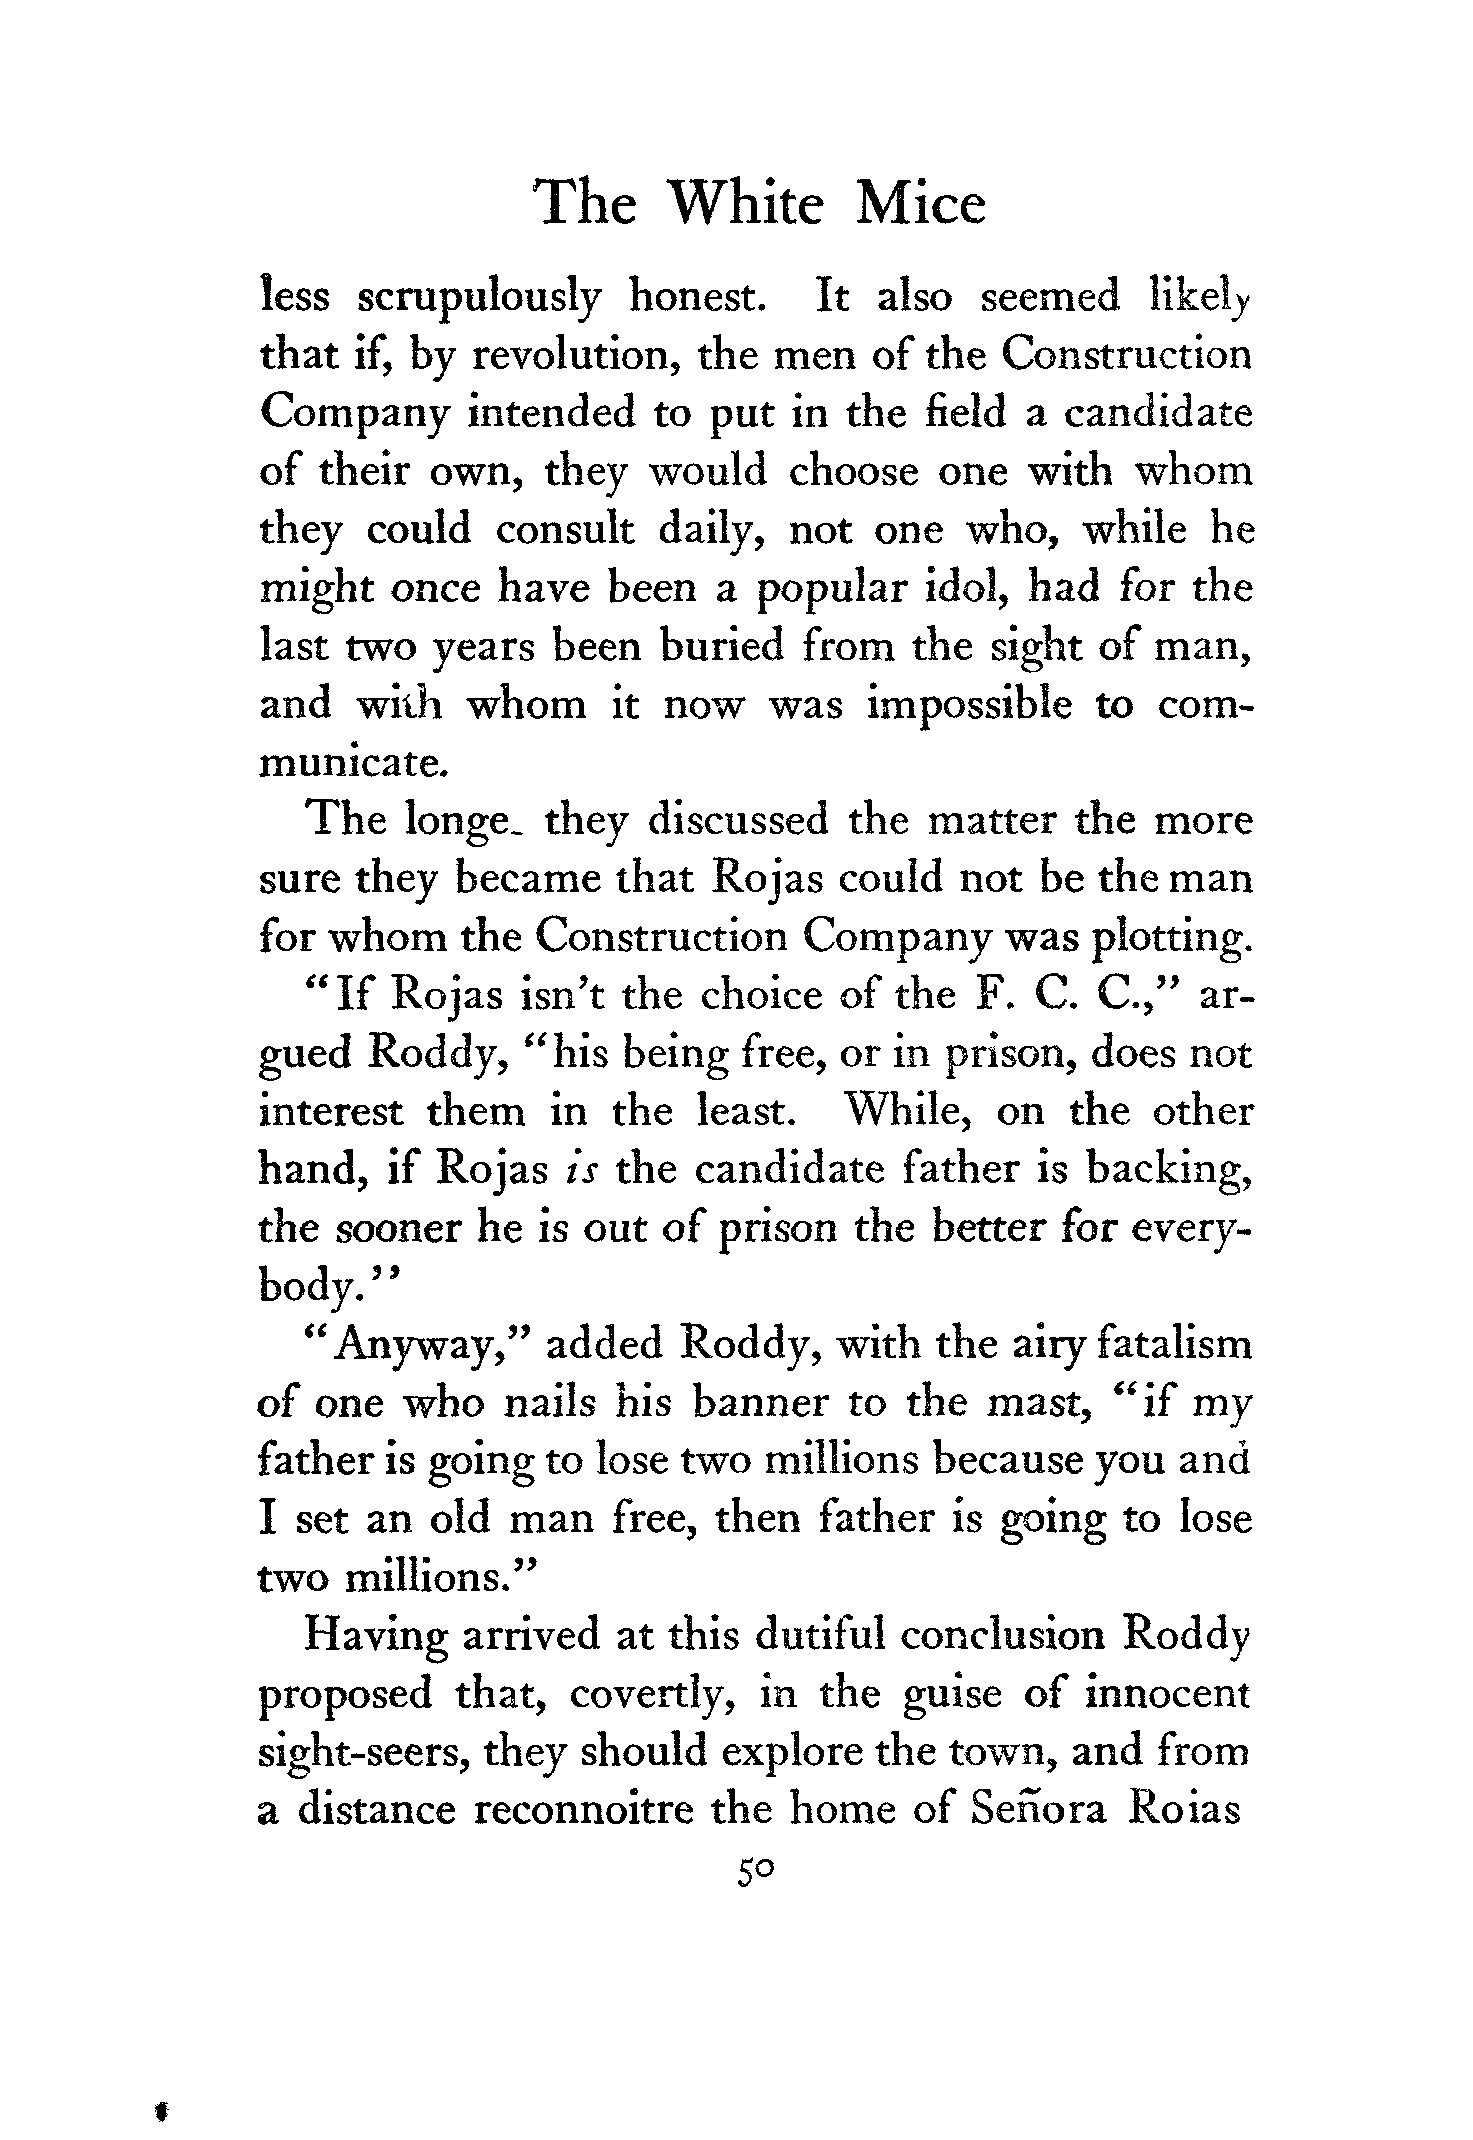 The White Mice
less scrupulously honest. It also seemed likely
that if, by revolution, the men of the Construction
Company intended to put in the field a candidate
of their own, they would choose one with whom
they could consult daily, not one who, while he
might once have been a popular idol, had for the
last two years been buried from the sight of man,
and with whom it now was impossible to com-
municate.
The longe_ they discussed the matter the more
sure they became that Rojas could not be the man
for whom the Construction Company was plotting.
"If Rojas isn't the choice of the F. C. C.," ar-
gued Roddy, "his being free, or in prison, does not
interest them in the least. While, on the other
hand, if Rojas is the candidate father is backing,
the sooner he is out of prison the better for every-
body."
"Anyway," added Roddy, with the airy fatalism
of one who nails his banner to the mast, "if my
father is going to lose two millions because you and
I set an old man free, then father is going to lose
two millions."
Having arrived at this dutiful conclusion Roddy
proposed that, covertly, in the guise of innocent
sight-seers, they should explore the town, and from
a distance reconnoitre the home of Señora Roias
50